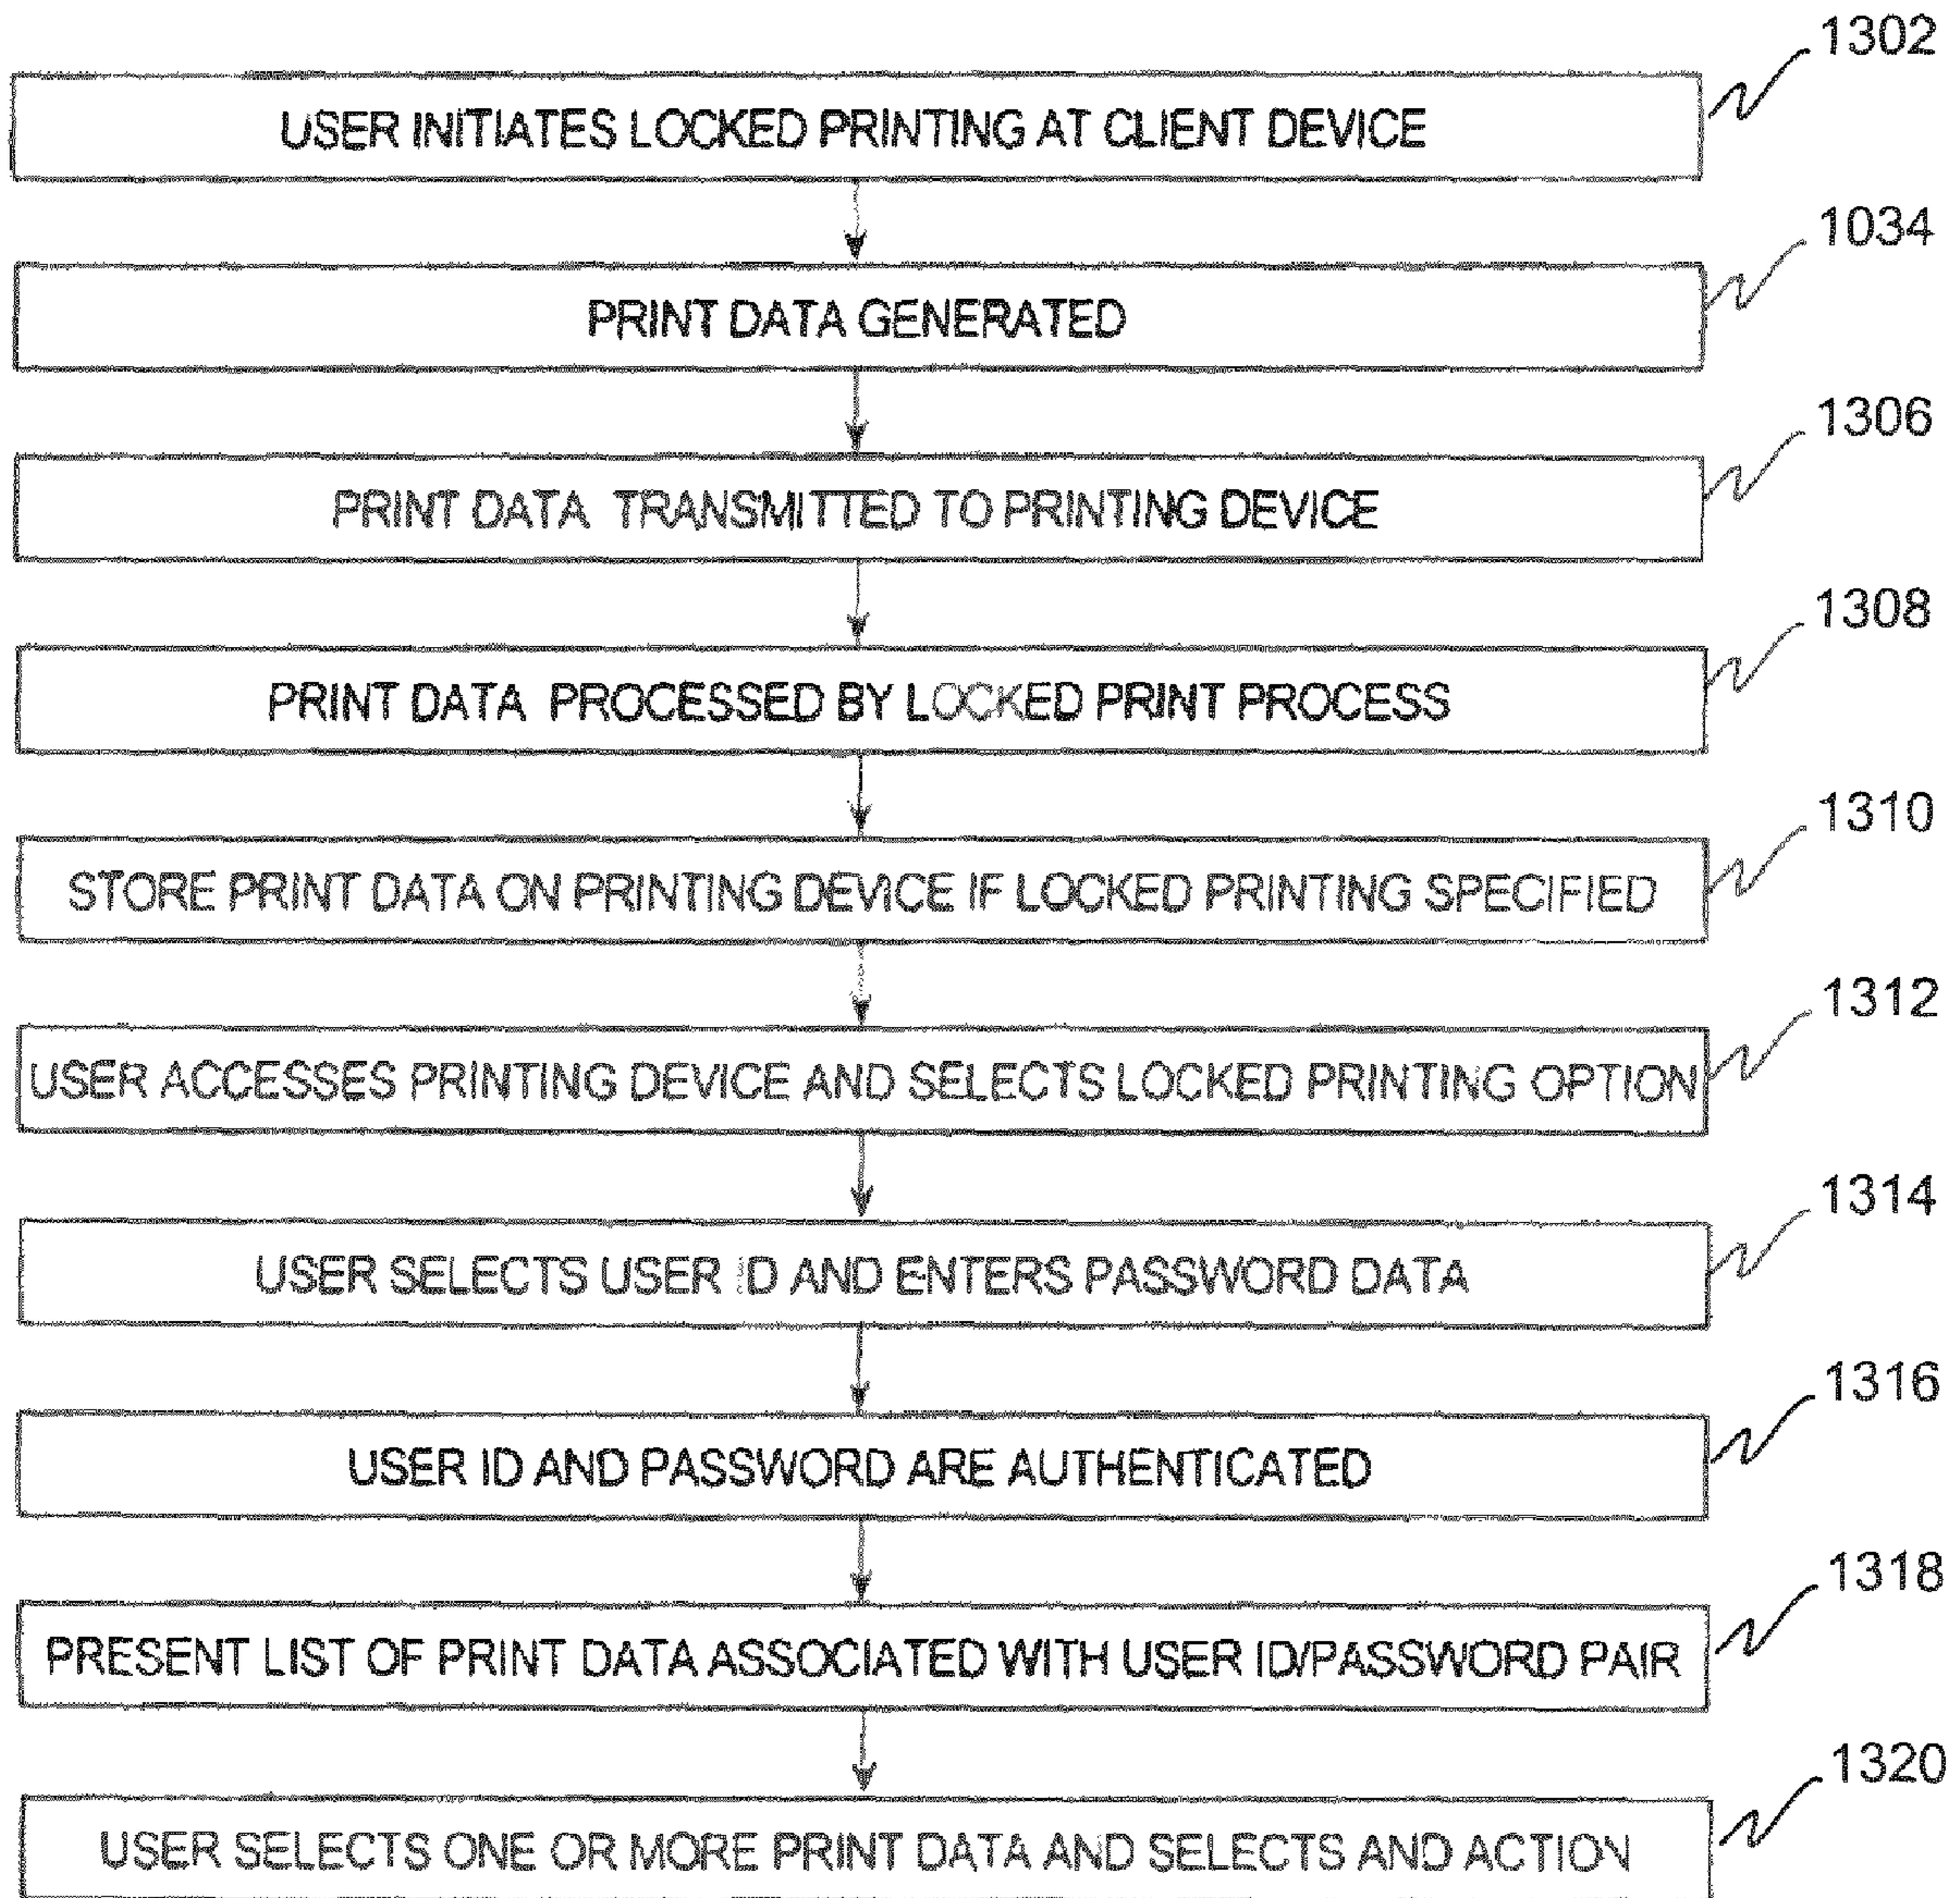 1302
USER INITIATES LOCKED PRINTING AT CLIENT DEVICE
1034
PRINT DATA GENERATED
1306
PRINT DATA TRANSMITTED TO PRINTING DEVICE
1308
PRINT DATA PROCESSED BY LOCKED PRINT PROCESS
1310
STORE PRINT DATA ON PRINTING DEVICE IF LOCKED PRINTING SPECIFIED
1312
USER ACCESSES PRINTING DEVICE AND SELECTS LOCKED PRINTING OPTION
1314
USER SELECTS USER ID AND ENTERS PASSWORD DATA
1316
USER ID AND PASSWORD ARE AUTHENTICATED
1318
PRESENT LIST OF PRINT DATA ASSOCIATED WITH USER ID/PASSWORD PAIR
1320
USER SELECTS ONE OR MORE PRINT DATA AND SELECTS AND ACTION